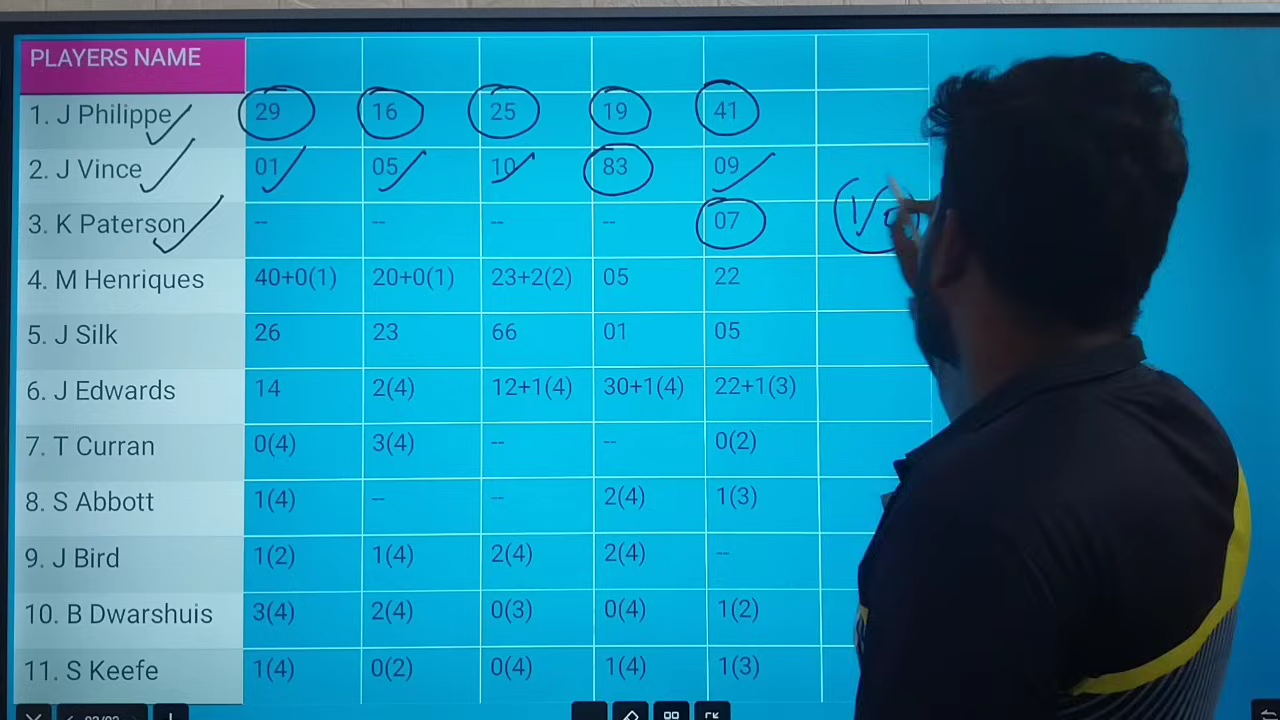 PLAYERS NAME
1. J Philippe 29 16 25 19 41
2. J Vince 01 05 10 83 09
3. K Paterson -- -- -- -- 07
4. M Henriques 40+0(1) 20+0(1) 23+2(2) 05 22
5. J Silk 26 23 66 01 05
6. J Edwards 14 2(4) 12+1(4) 30+1(4) 22+1(3)
7. T Curran 0(4) 3(4) -- -- 0(2)
8. S Abbott 1(4) -- -- 2(4) 1(3)
9. J Bird 1(2) 1(4) 2(4) 2(4) --
10. B Dwarshuis 3(4) 2(4) 0(3) 0(4) 1(2)
11. S Keefe 1(4) 0(2) 0(4) 1(4) 1(3)